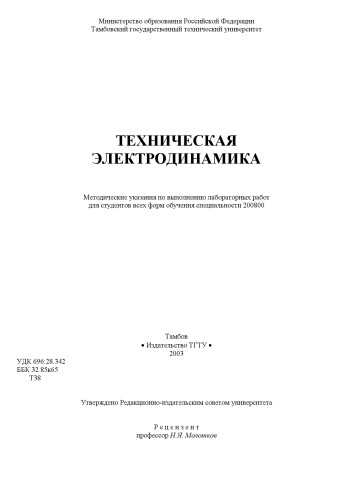 Министерство образования Российской Федерации
Тамбовский государственный технический университет
ТЕХНИЧЕСКАЯ
ЭЛЕКТРОДИНАМИКА
Методические указания по выполнению лабораторных работ
для студентов всех форм обучения специальности 200800
Тамбов
• Издательство ТГТУ •
2003
УДК 696:28.342
ББК 32.85я65
Т38
Утверждено Редакционно-издательским советом университета
Рецензент
профессор Н.Я. Молотков